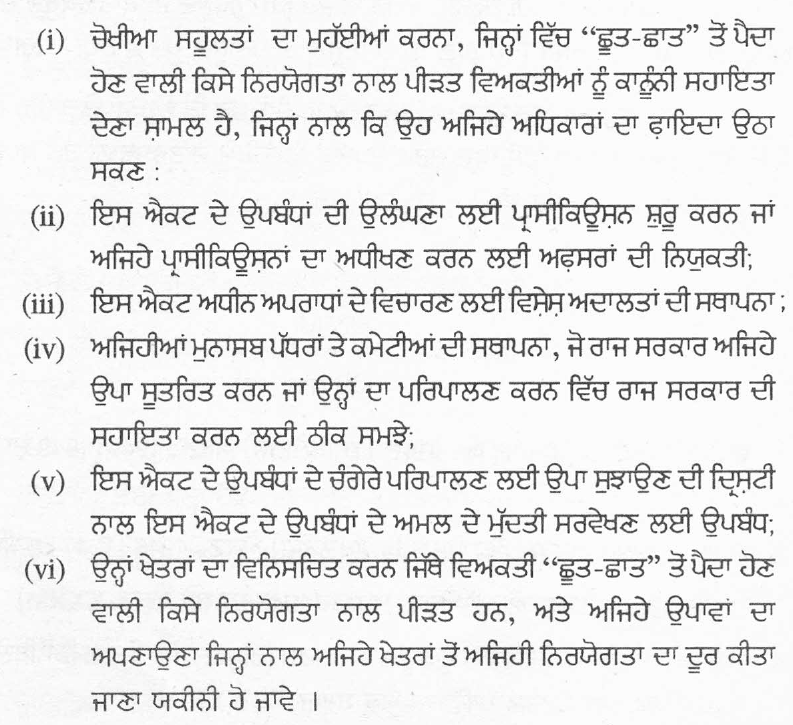 (i) ਚੋਖੀਆ ਸਹੂਲਤਾਂ ਦਾ ਮੁਹੱਈਆਂ ਕਰਨਾ, ਜਿਨ੍ਹਾਂ ਵਿੱਚ “ਛੂਤ-ਛਾਤ” ਤੋਂ ਪੈਦਾ
ਹੋਣ ਵਾਲੀ ਕਿਸੇ ਨਿਰਯੋਗਤਾ ਨਾਲ ਪੀੜਤ ਵਿਅਕਤੀਆਂ ਨੂੰ ਕਾਨੂੰਨੀ ਸਹਾਇਤਾ
ਦੇਣਾ ਸ਼ਾਮਲ ਹੈ, ਜਿਨ੍ਹਾਂ ਨਾਲ ਕਿ ਉਹ ਅਜਿਹੇ ਅਧਿਕਾਰਾਂ ਦਾ ਫ਼ਾਇਦਾ ਉਠਾ
ਸਕਣ :
(ii) ਇਸ ਐਕਟ ਦੇ ਉਪਬੰਧਾਂ ਦੀ ਉਲੰਘਣਾ ਲਈ ਪ੍ਰਾਸੀਕਿਊਸ਼ਨ ਸ਼ੁਰੂ ਕਰਨ ਜਾਂ
ਅਜਿਹੇ ਪ੍ਰਾਸੀਕਿਊਸ਼ਨਾਂ ਦਾ ਅਧੀਖਣ ਕਰਨ ਲਈ ਅਫ਼ਸਰਾਂ ਦੀ ਨਿਯੁਕਤੀ;
(iii) ਇਸ ਐਕਟ ਅਧੀਨ ਅਪਰਾਧਾਂ ਦੇ ਵਿਚਾਰਣ ਲਈ ਵਿਸ਼ੇਸ਼ ਅਦਾਲਤਾਂ ਦੀ ਸਥਾਪਨਾ ;
(iv) ਅਜਿਹੀਆਂ ਮੁਨਾਸਬ ਪੱਧਰਾਂ ਤੇ ਕਮੇਟੀਆਂ ਦੀ ਸਥਾਪਨਾ, ਜੋ ਰਾਜ ਸਰਕਾਰ ਅਜਿਹੇ
ਉਪਾ ਸੂਤਰਿਤ ਕਰਨ ਜਾਂ ਉਨ੍ਹਾਂ ਦਾ ਪਰਿਪਾਲਣ ਕਰਨ ਵਿੱਚ ਰਾਜ ਸਰਕਾਰ ਦੀ
ਸਹਾਇਤਾ ਕਰਨ ਲਈ ਠੀਕ ਸਮਝੇ;
(v) ਇਸ ਐਕਟ ਦੇ ਉਪਬੰਧਾਂ ਦੇ ਚੰਗੇਰੇ ਪਰਿਪਾਲਣ ਲਈ ਉਪਾ ਸੁਝਾਉਣ ਦੀ ਦ੍ਰਿਸ਼ਟੀ
ਨਾਲ ਇਸ ਐਕਟ ਦੇ ਉਪਬੰਧਾਂ ਦੇ ਅਮਲ ਦੇ ਮੁੱਦਤੀ ਸਰਵੇਖਣ ਲਈ ਉਪਬੰਧ;
(vi) ਉਨ੍ਹਾਂ ਖੇਤਰਾਂ ਦਾ ਵਿਨਿਸਚਿਤ ਕਰਨ ਜਿੱਥੇ ਵਿਅਕਤੀ “ਛੂਤ-ਛਾਤ” ਤੋਂ ਪੈਦਾ ਹੋਣ
ਵਾਲੀ ਕਿਸੇ ਨਿਰਯੋਗਤਾ ਨਾਲ ਪੀੜਤ ਹਨ, ਅਤੇ ਅਜਿਹੇ ਉਪਾਵਾਂ ਦਾ
ਅਪਣਾਉਣਾ ਜਿਨ੍ਹਾਂ ਨਾਲ ਅਜਿਹੇ ਖੇਤਰਾਂ ਤੋਂ ਅਜਿਹੀ ਨਿਰਯੋਗਤਾ ਦਾ ਦੂਰ ਕੀਤਾ
ਜਾਣਾ ਯਕੀਨੀ ਹੋ ਜਾਵੇ ।